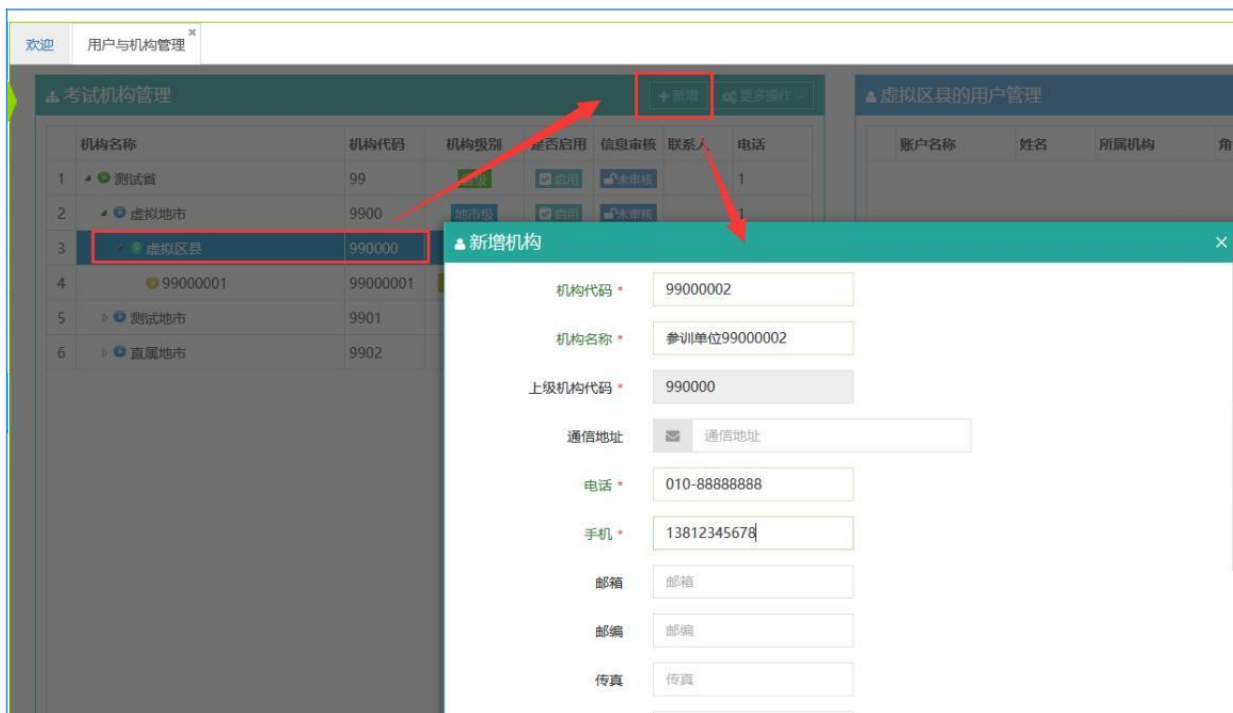 欢迎 用户与机构管理
考试机构管理 新增 更多操作 虚拟区县的用户管理
机构名称 机构代码 机构级别 是否启用 信息审核 联系人 电话 账户名称 姓名 所属机构 角
1 测试省 99 省级 启用 未审核 1
2 虚拟地市 9900 地市级 启用 未审核 1
3 虚拟区县 990000
4 99000001 99000001
5 测试地市 9901
6 直属地市 9902
新增机构
机构代码 * 99000002
机构名称 * 参训单位99000002
上级机构代码 * 990000
通信地址 通信地址
电话 * 010-88888888
手机 * 13812345678
邮箱 邮箱
邮编 邮编
传真 传真